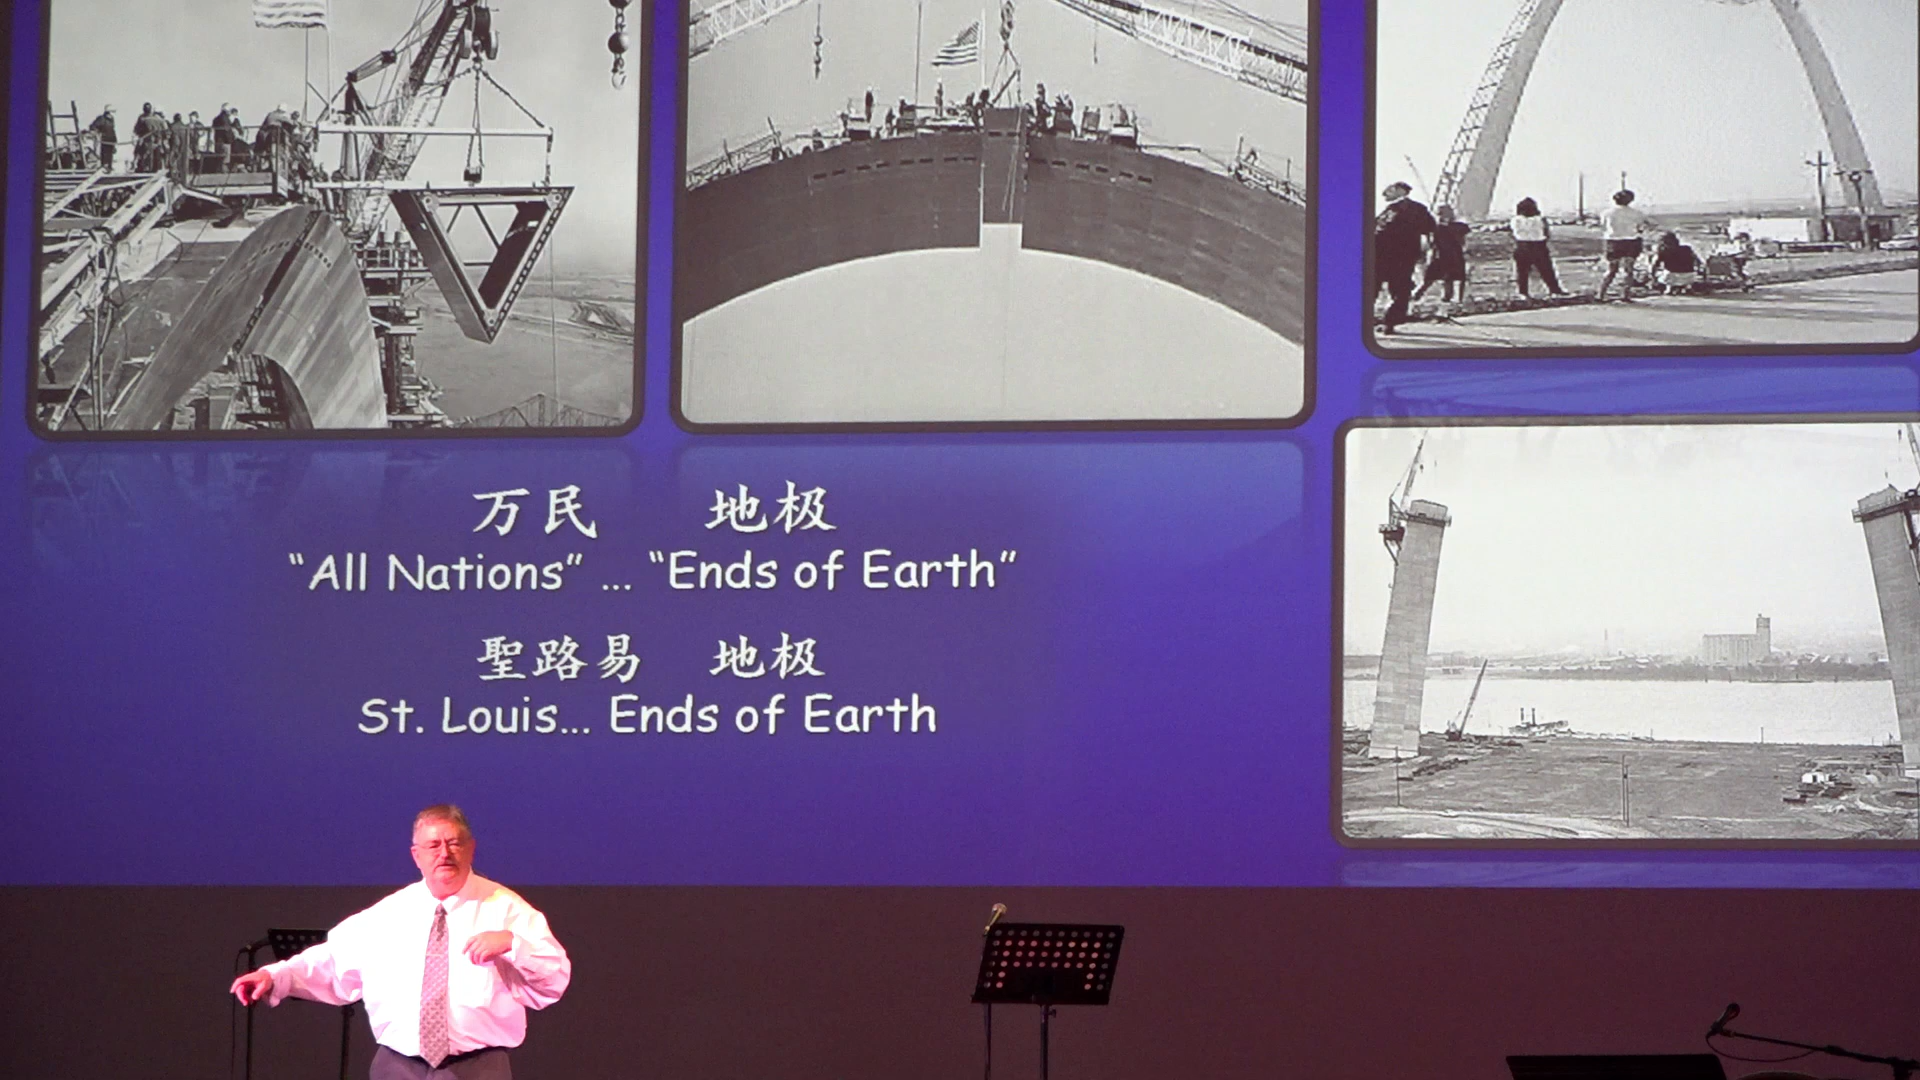 万民 地极
“All Nations” ... “Ends of Earth”
聖路易 地极
St. Louis... Ends of Earth